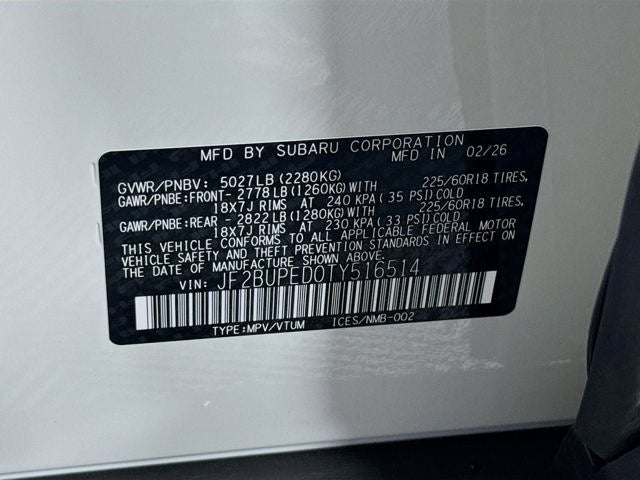 MFD BY SUBARU CORPORATION
MFD IN 02/26
GVWR/PNBV: 5027LB(2280KG)
GAWR/PNBE:FRONT- 2778LB(1260KG)WITH 225/60R18 TIRES,
18X7J RIMS AT 240 KPA( 35 PSI)COLD
GAWR/PNBE:REAR - 2822LB(1280KG)WITH 225/60R18 TIRES,
18X7J RIMS AT 230 KPA( 33 PSI)COLD
THIS VEHICLE CONFORMS TO ALL APPLICABLE FEDERAL MOTOR
VEHICLE SAFETY AND THEFT PREVENTION STANDARDS IN EFFECT
ON THE DATE OF MANUFACTURE SHOWN ABOVE.
VIN: JF2BUPED0TY516514
TYPE:MPV/VTUM ICES/NMB-002